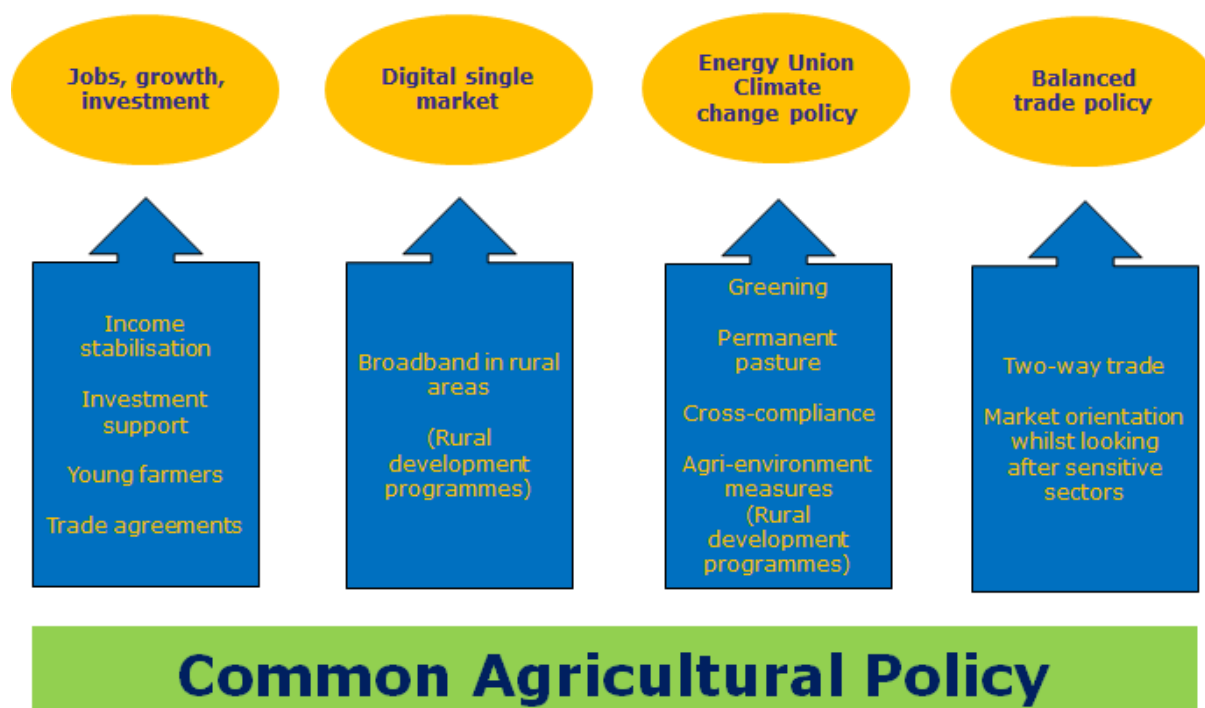 Jobs, growth,
investment
Digital single
market
Energy Union
Climate
change policy
Balanced
trade policy
Income
stabilisation
Investment
support
Young farmers
Trade agreements
Broadband in rural
areas
(Rural
development
programmes)
Greening
Permanent
pasture
Cross-compliance
Agri-environment
measures
(Rural
development
programmes)
Two-way trade
Market orientation
whilst looking
after sensitive
sectors
Common Agricultural Policy